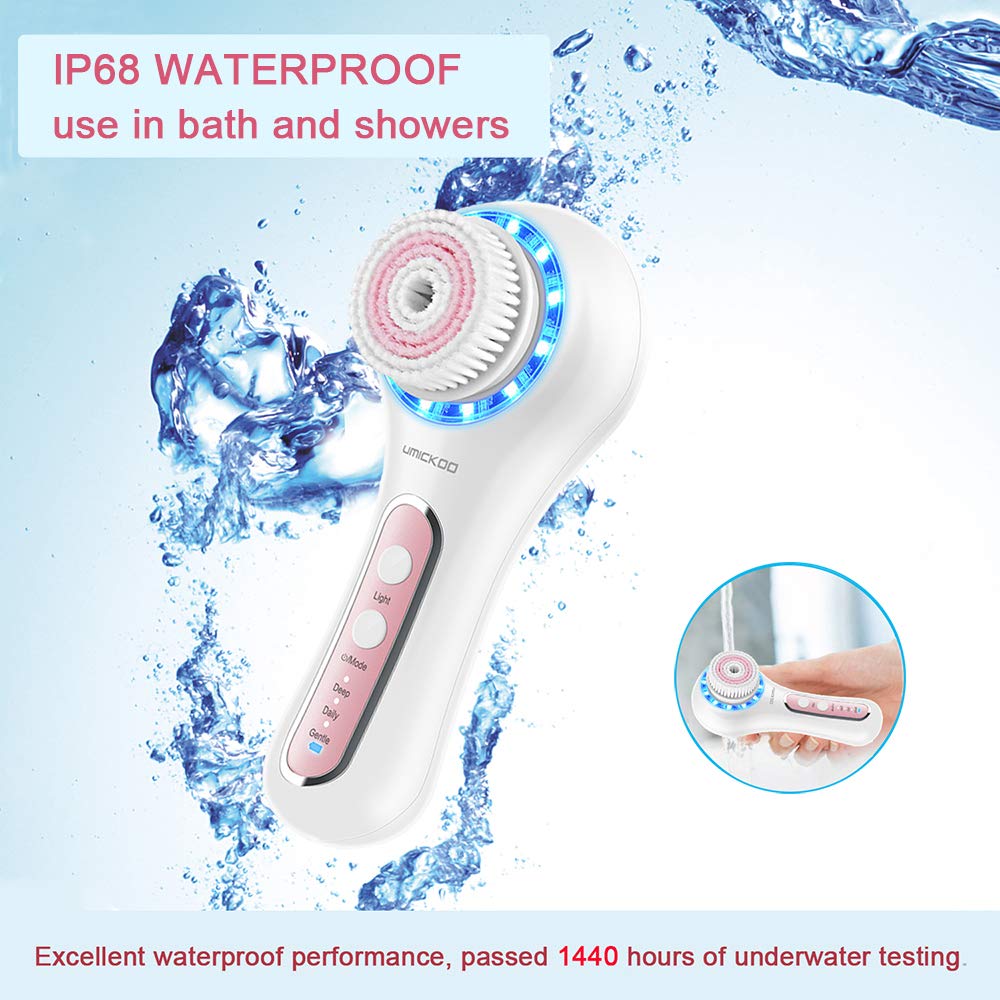 IP68 WATERPROOF
use in bath and showers
UMICKOO
Light
⏻/Mode
Deep
Daily
Gentle
Excellent waterproof performance, passed 1440 hours of underwater testing.